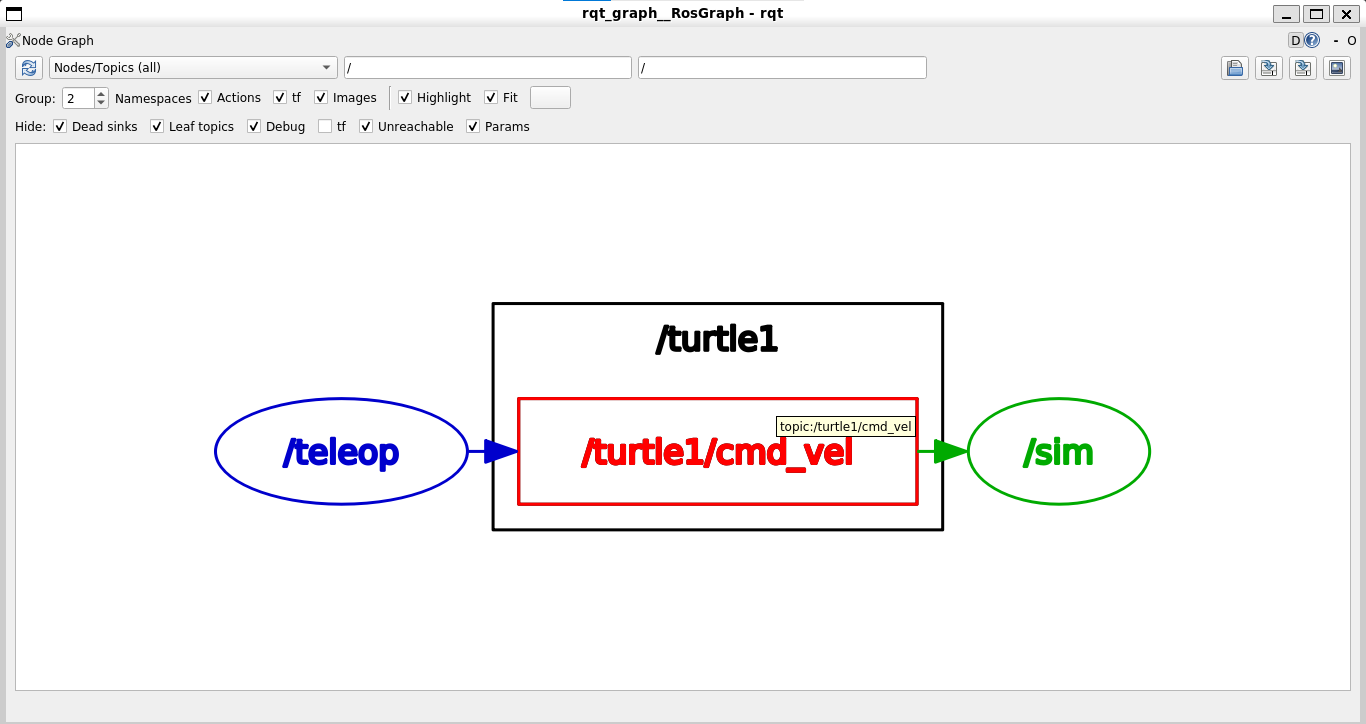 rqt_graph__RosGraph - rqt
Node Graph
D - O
Nodes/Topics (all) / /
Group: 2 Namespaces Actions tf Images Highlight Fit
Hide: Dead sinks Leaf topics Debug tf Unreachable Params
/turtle1
topic:/turtle1/cmd_vel
/teleop /turtle1/cmd_vel /sim